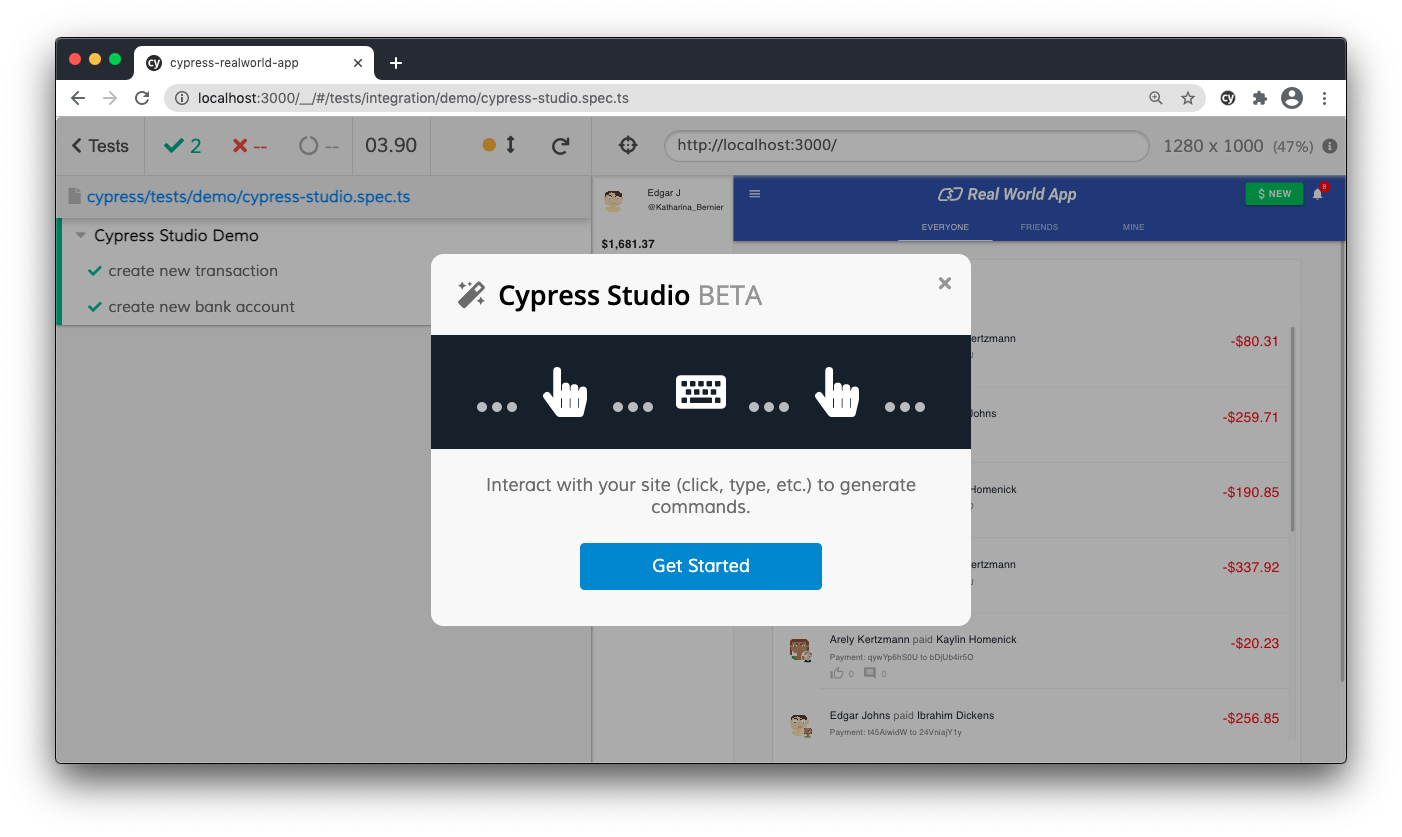 cy cypress-realworld-app
localhost:3000/__/#/tests/integration/demo/cypress-studio.spec.ts
cy
Tests 2 -- -- 03.90
http://localhost:3000/
1280 x 1000 (47%)
cypress/tests/demo/cypress-studio.spec.ts
Cypress Studio Demo
create new transaction
create new bank account
Edgar J
@Katharina_Bernier
$1,681.37
Real World App
$ NEW
8
EVERYONE FRIENDS MINE
Cypress Studio BETA
Interact with your site (click, type, etc.) to generate
commands.
Get Started
ertzmann
-$80.31
Johns
-$259.71
Homenick
-$190.85
ertzmann
-$337.92
Arely Kertzmann paid Kaylin Homenick
-$20.23
Payment: qywYp6hS0U to bDjUb4ir5O
0 0
Edgar Johns paid Ibrahim Dickens
-$256.85
Payment: t45AiwidW to 24VniajY1y